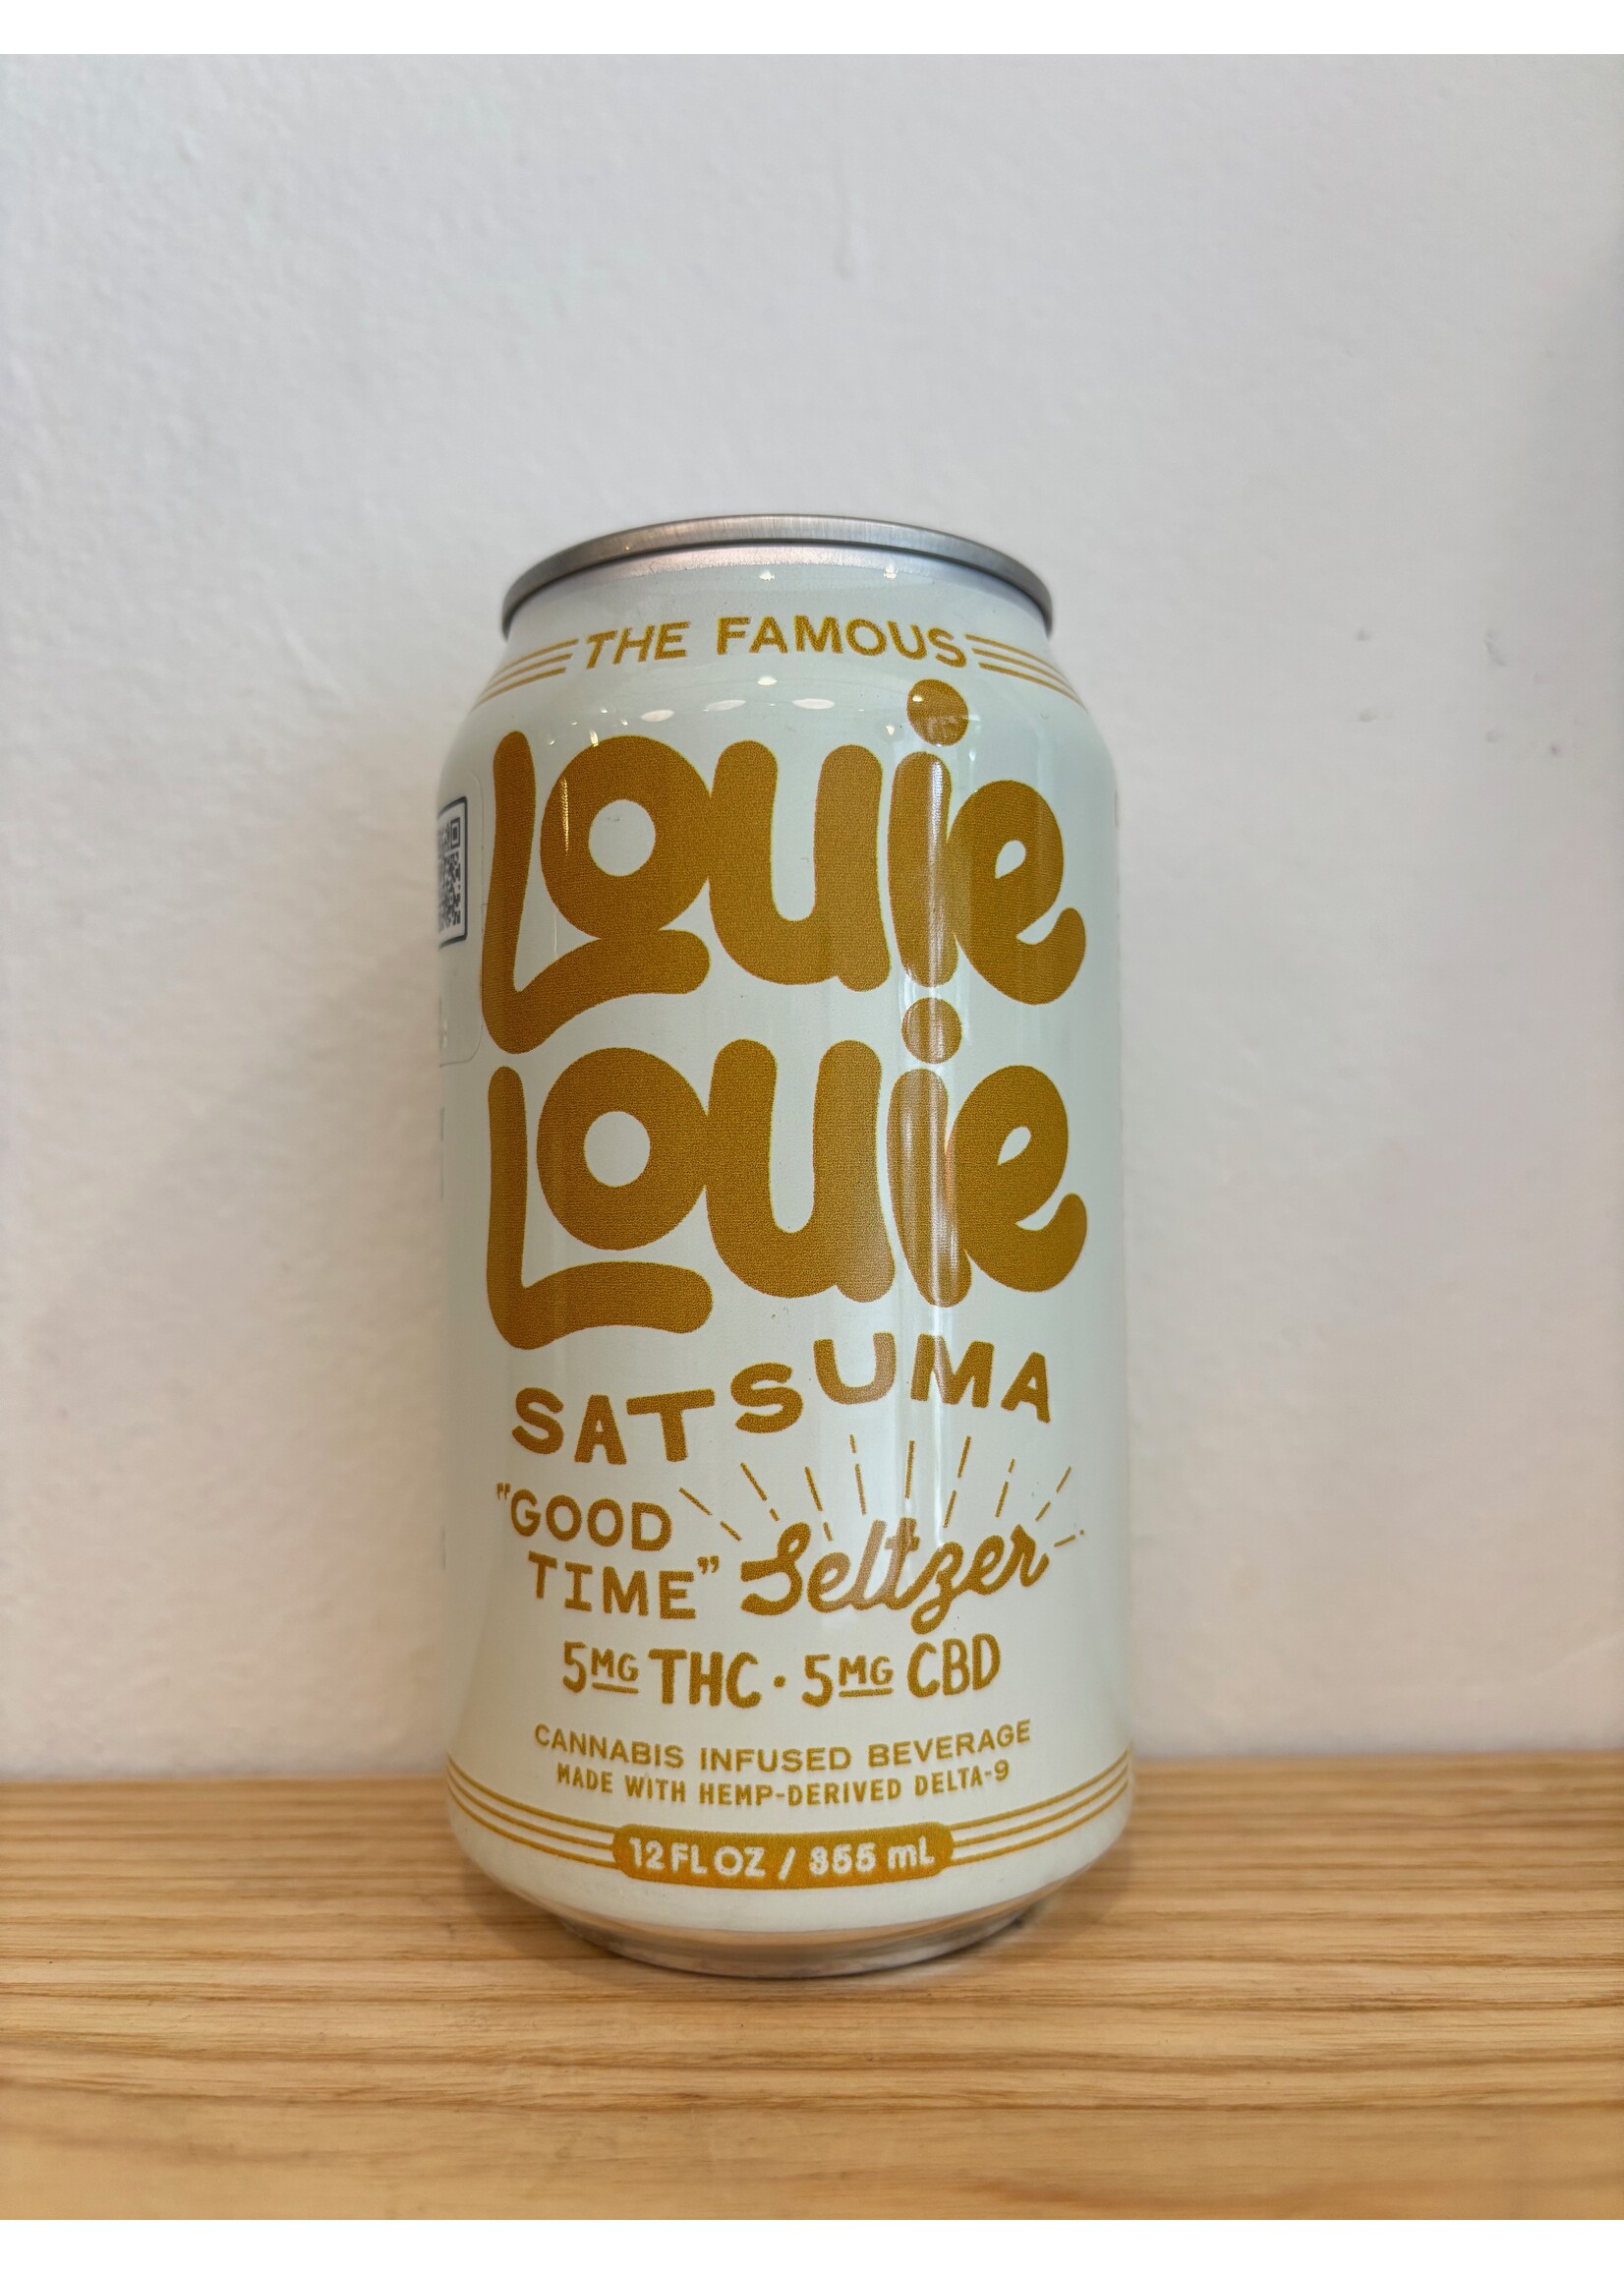 THE FAMOUS
Louie
Louie
SATSUMA
"GOOD
TIME" Seltzer
5MG THC · 5MG CBD
CANNABIS INFUSED BEVERAGE
MADE WITH HEMP-DERIVED DELTA-9
12 FL OZ / 355 mL